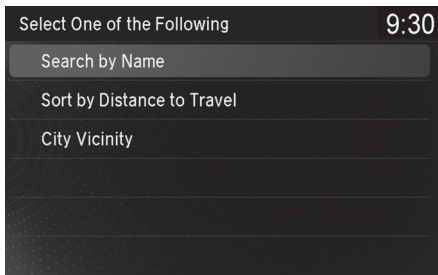 Select One of the Following 9:30
Search by Name
Sort by Distance to Travel
City Vicinity